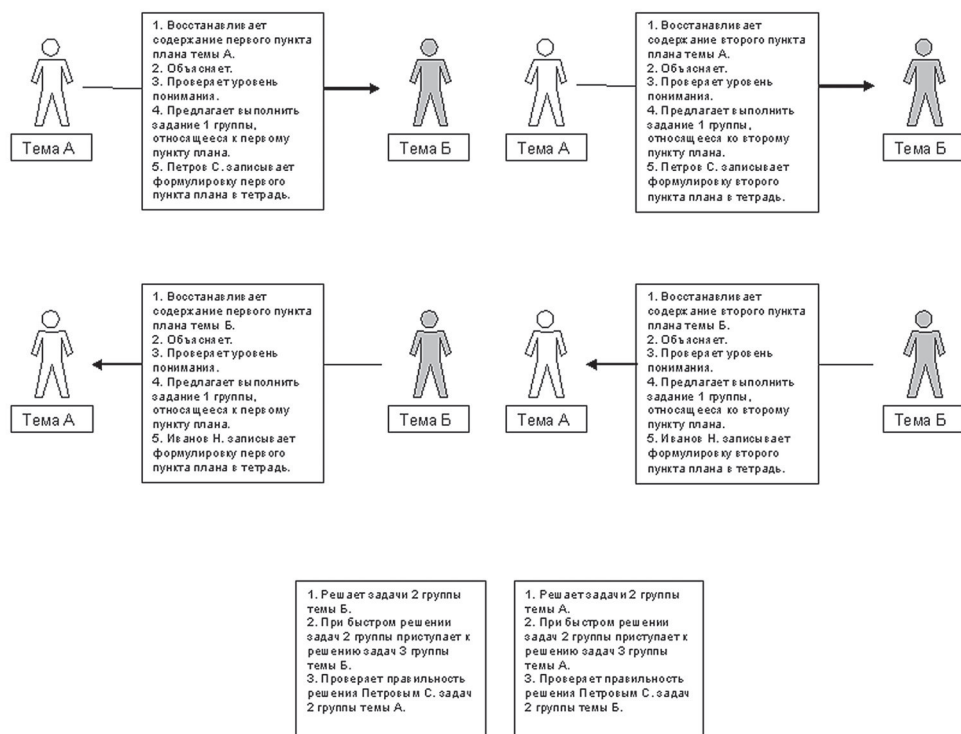 1. Восстанавливает
содержание первого пункта
плана темы А.
2. Объясняет.
3. Проверяет уровень
понимания.
4. Предлагает выполнить
задание 1 группы,
относящееся к первому
пункту плана.
5. Петров С. записывает
формулировку первого
пункта плана в тетрадь.
Тема А
Тема Б
1. Восстанавливает
содержание второго пункта
плана темы А.
2. Объясняет.
3. Проверяет уровень
понимания.
4. Предлагает выполнить
задание 1 группы,
относящееся ко второму
пункту плана.
5. Петров С. записывает
формулировку второго
пункта плана в тетрадь.
Тема А
Тема Б
1. Восстанавливает
содержание первого пункта
плана темы Б.
2. Объясняет.
3. Проверяет уровень
понимания.
4. Предлагает выполнить
задание 1 группы,
относящееся к первому
пункту плана.
5. Иванов Н. записывает
формулировку первого
пункта плана в тетрадь.
Тема А
Тема Б
1. Восстанавливает
содержание второго пункта
плана темы Б.
2. Объясняет.
3. Проверяет уровень
понимания.
4. Предлагает выполнить
задание 1 группы,
относящееся ко второму
пункту плана.
5. Иванов Н. записывает
формулировку второго
пункта плана в тетрадь.
Тема А
Тема Б
1. Решает задачи 2 группы
темы Б.
2. При быстром решении
задач 2 группы приступает к
решению задач 3 группы
темы Б.
3. Проверяет правильность
решения Петровым С. задач
2 группы темы А.
1. Решает задачи 2 группы
темы А.
2. При быстром решении
задач 2 группы приступает к
решению задач 3 группы
темы А.
3. Проверяет правильность
решения Петровым С. задач
2 группы темы Б.